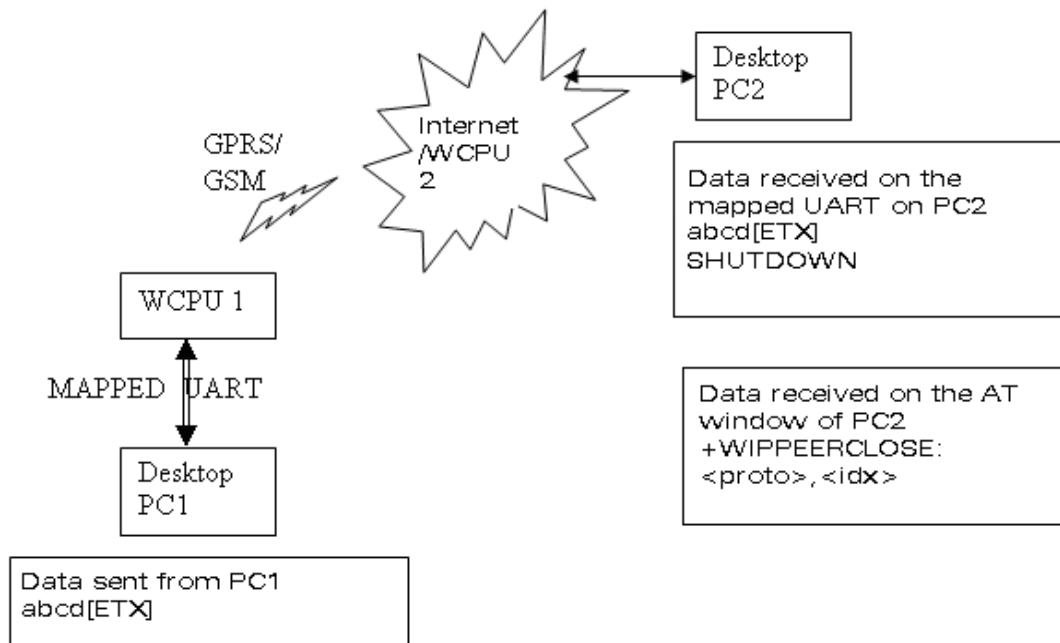 Desktop
PC2
Internet
/WCPU
2
GPRS/
GSM
Data received on the
mapped UART on PC2
abcd[ETX]
SHUTDOWN
WCPU 1
MAPPED UART
Data received on the AT
window of PC2
+WIPPEERCLOSE:
<proto>,<idx>
Desktop
PC1
Data sent from PC1
abcd[ETX]